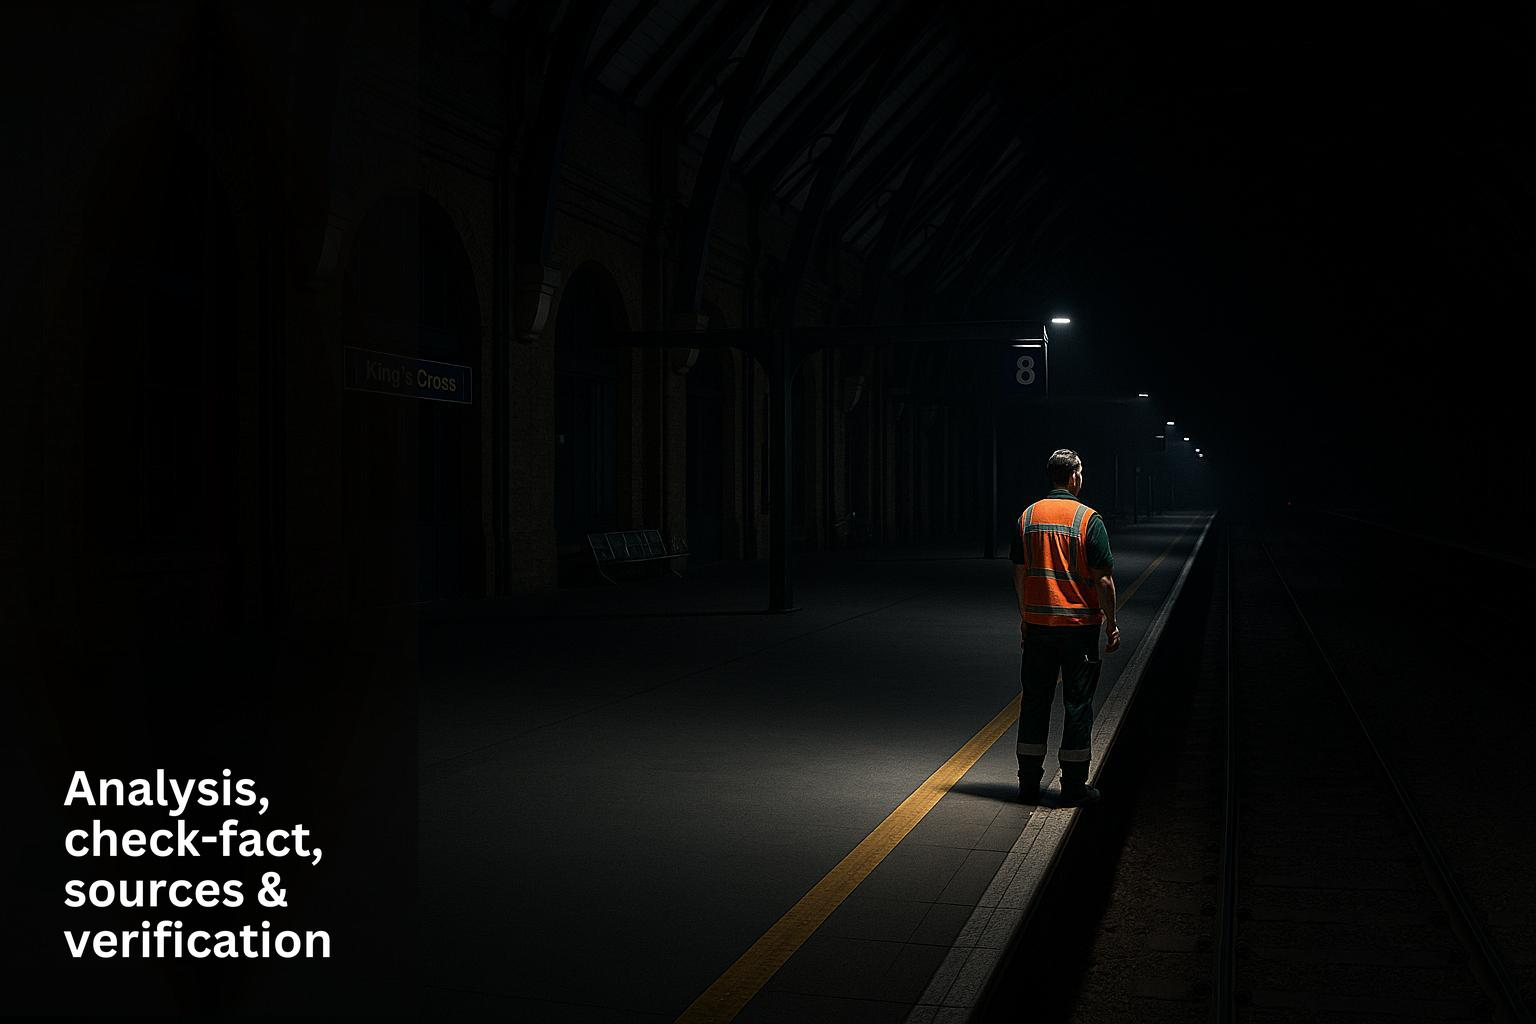 King's Cross
8
Analysis,
check-fact,
sources &
verification